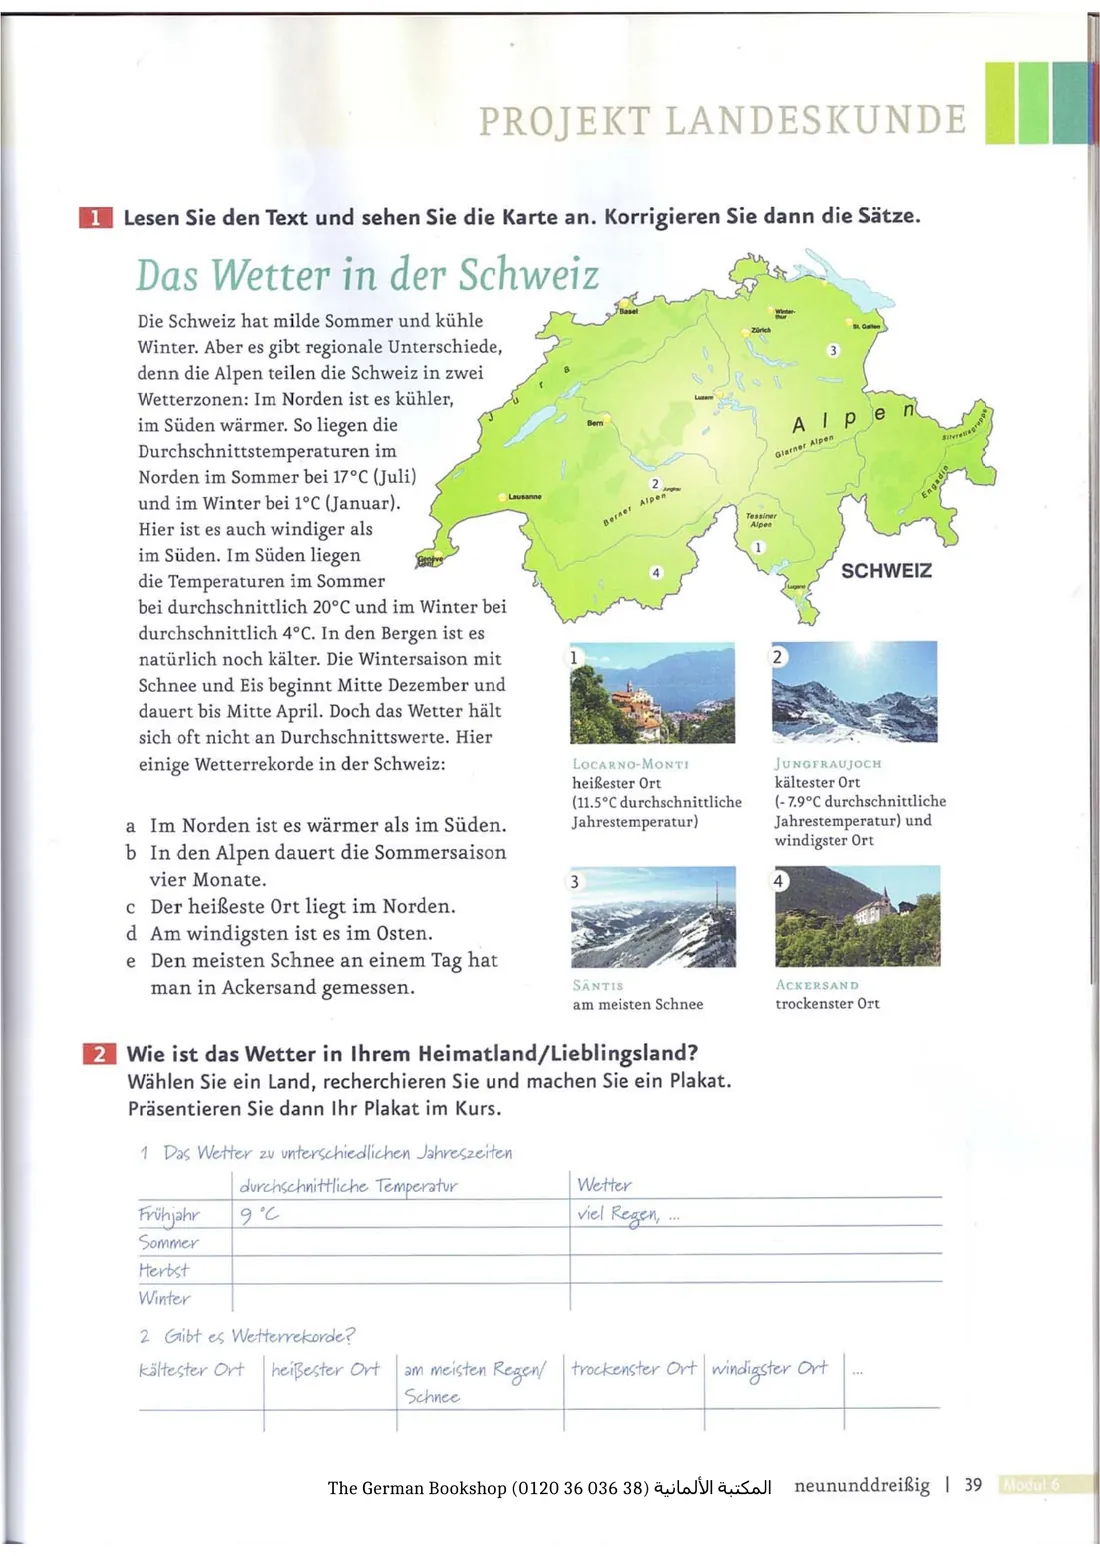 PROJEKT LANDESKUNDE
1 Lesen Sie den Text und sehen Sie die Karte an. Korrigieren Sie dann die Sätze.
Das Wetter in der Schweiz
Die Schweiz hat milde Sommer und kühle
Winter. Aber es gibt regionale Unterschiede,
denn die Alpen teilen die Schweiz in zwei
Wetterzonen: Im Norden ist es kühler,
im Süden wärmer. So liegen die
Durchschnittstemperaturen im
Norden im Sommer bei 17°C (Juli)
und im Winter bei 1°C (Januar).
Hier ist es auch windiger als
im Süden. Im Süden liegen
die Temperaturen im Sommer
bei durchschnittlich 20°C und im Winter bei
durchschnittlich 4°C. In den Bergen ist es
natürlich noch kälter. Die Wintersaison mit
Schnee und Eis beginnt Mitte Dezember und
dauert bis Mitte April. Doch das Wetter hält
sich oft nicht an Durchschnittswerte. Hier
einige Wetterrekorde in der Schweiz:
Basel
Winter-
thur
Zürich
St. Gallen
3
Jura
Luzern
Bern
Alpen
Glarner Alpen
Silvrettagruppe
Engadin
2
Jungfrau
Berner Alpen
Lausanne
Tessiner
Alpen
1
Genève
4
Lugano
SCHWEIZ
1
LOCARNO-MONTI
heißester Ort
(11.5°C durchschnittliche
Jahrestemperatur)
2
JUNGFRAUJOCH
kältester Ort
(- 7.9°C durchschnittliche
Jahrestemperatur) und
windigster Ort
3
SÄNTIS
am meisten Schnee
4
ACKERSAND
trockenster Ort
a Im Norden ist es wärmer als im Süden.
b In den Alpen dauert die Sommersaison
vier Monate.
c Der heißeste Ort liegt im Norden.
d Am windigsten ist es im Osten.
e Den meisten Schnee an einem Tag hat
man in Ackersand gemessen.
2 Wie ist das Wetter in Ihrem Heimatland/Lieblingsland?
Wählen Sie ein Land, recherchieren Sie und machen Sie ein Plakat.
Präsentieren Sie dann Ihr Plakat im Kurs.
1 Das Wetter zu unterschiedlichen Jahreszeiten
durchschnittliche Temperatur Wetter
Frühjahr 9 °C viel Regen, ...
Sommer
Herbst
Winter
2 Gibt es Wetterrekorde?
kältester Ort heißester Ort am meisten Regen/ trockenster Ort windigster Ort ...
Schnee
The German Bookshop (0120 36 036 38) المكتبة الألمانية
neununddreißig | 39 Modul 6